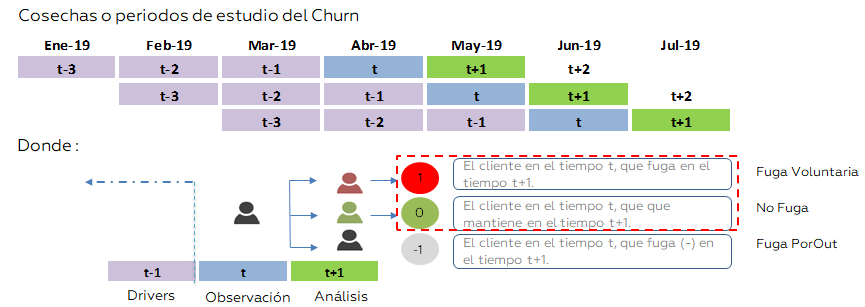 Cosechas o periodos de estudio del Churn
Ene-19 Feb-19 Mar-19 Abr-19 May-19 Jun-19 Jul-19
t-3 t-2 t-1 t t+1 t+2
t-3 t-2 t-1 t t+1 t+2
t-3 t-2 t-1 t t+1
Donde :
1
El cliente en el tiempo t, que fuga en el
tiempo t+1.
Fuga Voluntaria
0
El cliente en el tiempo t, que que
mantiene en el tiempo t+1.
No Fuga
-1
El cliente en el tiempo t, que fuga (-) en
el tiempo t+1.
Fuga PorOut
t-1 t t+1
Drivers Observación Análisis